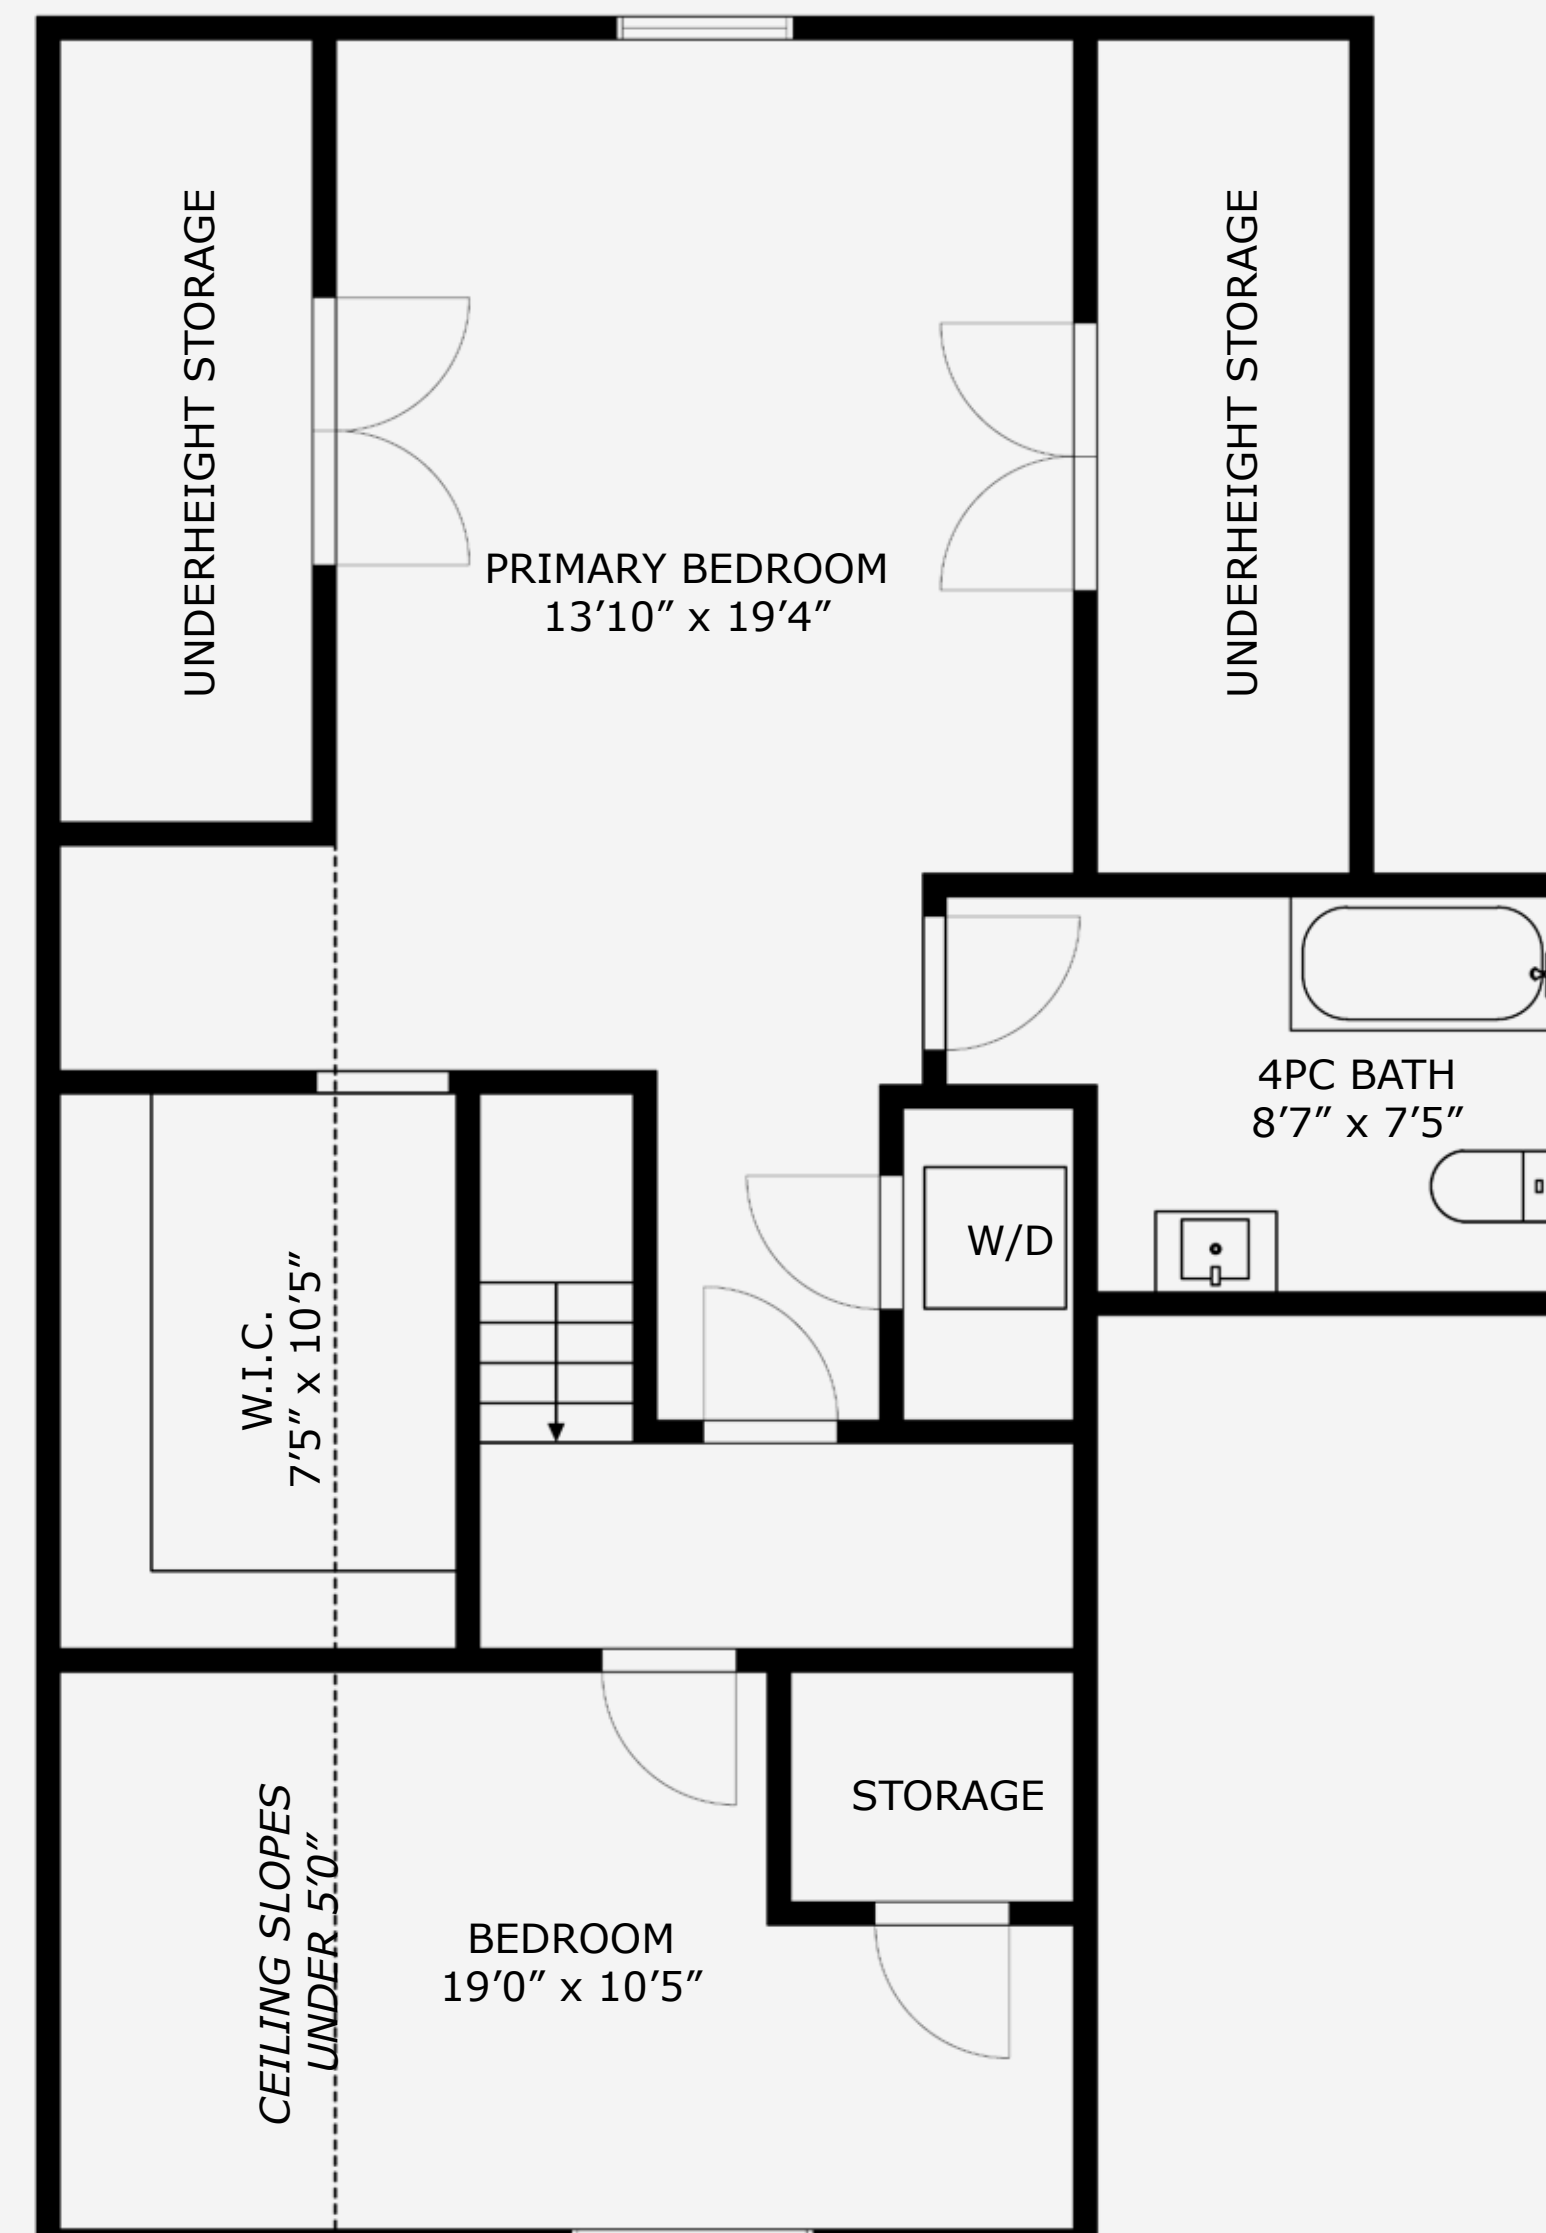 UNDERHEIGHT STORAGE
UNDERHEIGHT STORAGE
PRIMARY BEDROOM
13′10″ x 19′4″
4PC BATH
8′7″ x 7′5″
W/D
W.I.C.
7′5″ x 10′5″
STORAGE
CEILING SLOPES
UNDER 5′0″
BEDROOM
19′0″ x 10′5″